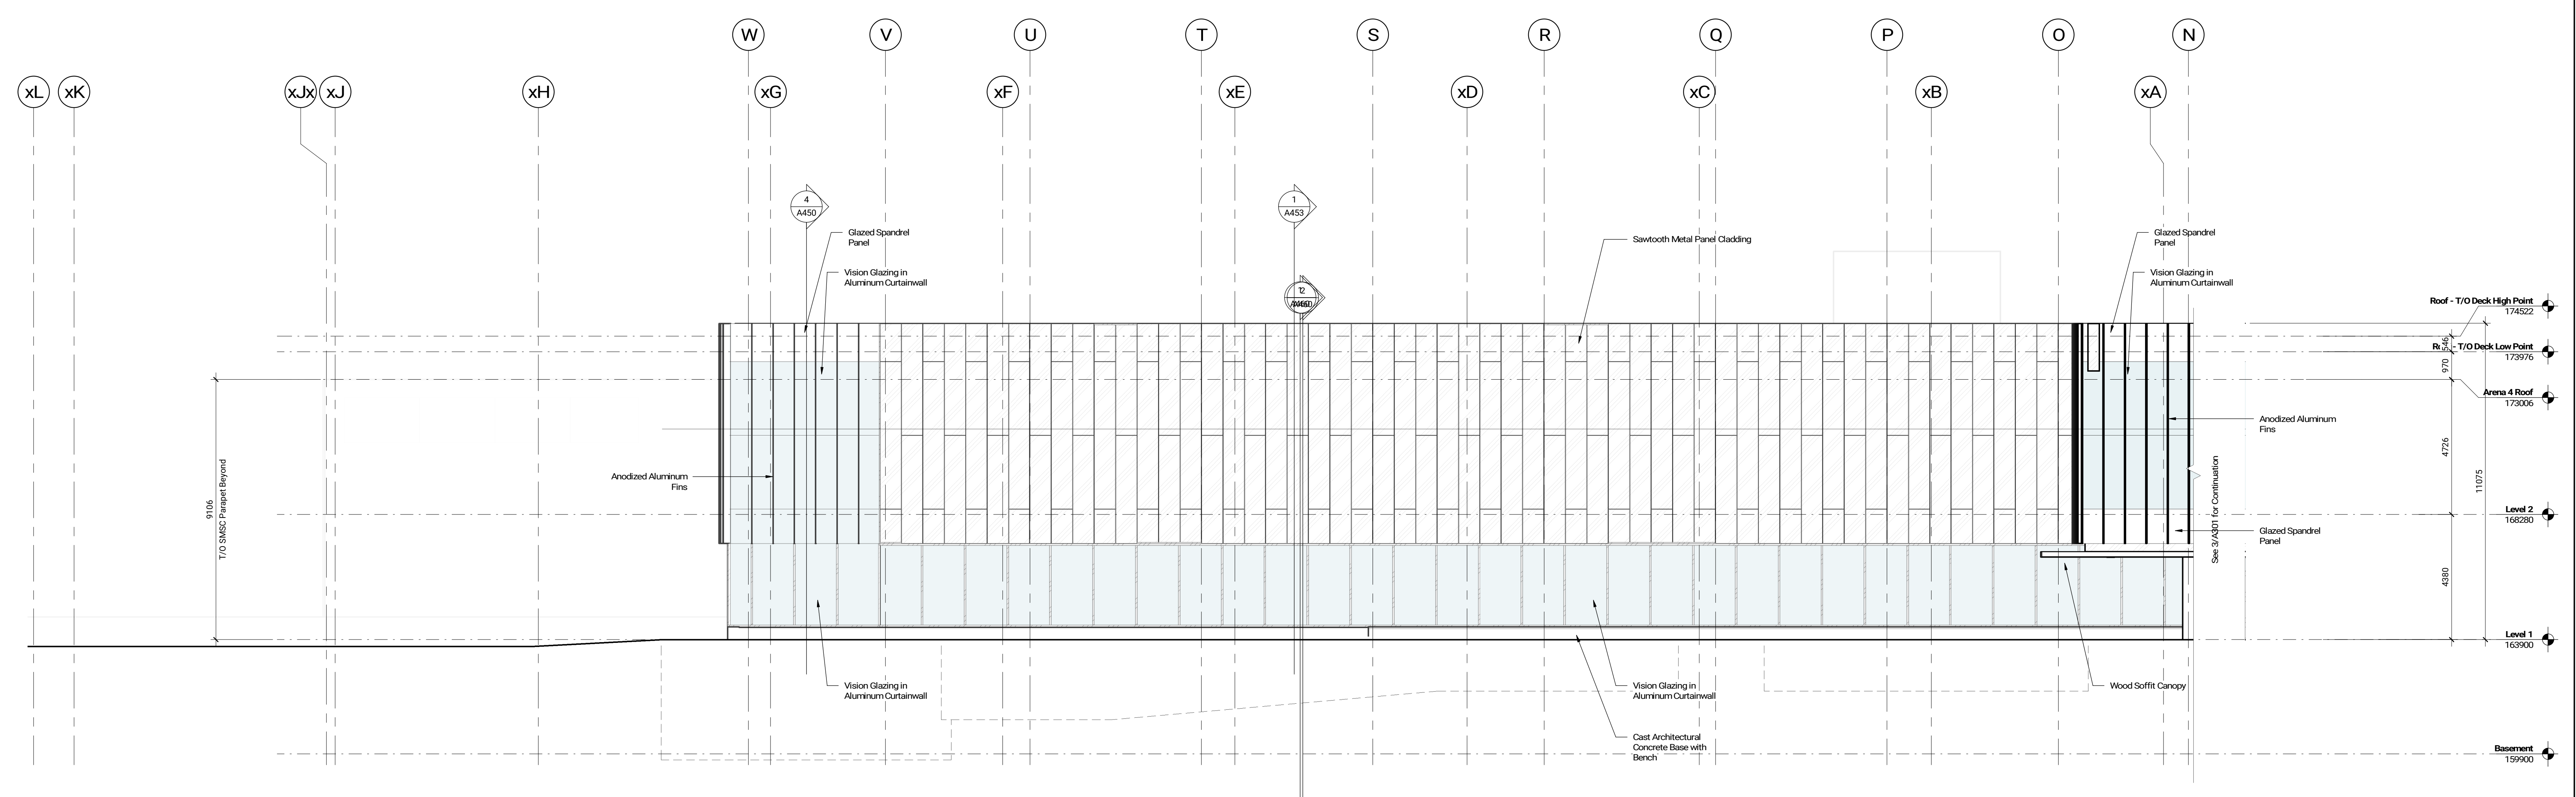 W V U T S R Q P O N
xL xK xJx xJ xH xG xF xE xD xC xB xA
4
A450
1
A453
Glazed Spandrel
Panel
Vision Glazing in
Aluminum Curtainwall
Sawtooth Metal Panel Cladding
Glazed Spandrel
Panel
Vision Glazing in
Aluminum Curtainwall
Roof - T/O Deck High Point
174522
546
- T/O Deck Low Point
173976
970
Arena 4 Roof
173006
Anodized Aluminum
Fins
4726
11075
Anodized Aluminum
Fins
9106
T/O SMSC Parapet Beyond
See 3/A301 for Continuation
Level 2
168280
Glazed Spandrel
Panel
4380
Level 1
163900
Vision Glazing in
Aluminum Curtainwall
Vision Glazing in
Aluminum Curtainwall
Wood Soffit Canopy
Cast Architectural
Concrete Base with
Bench
Basement
159900